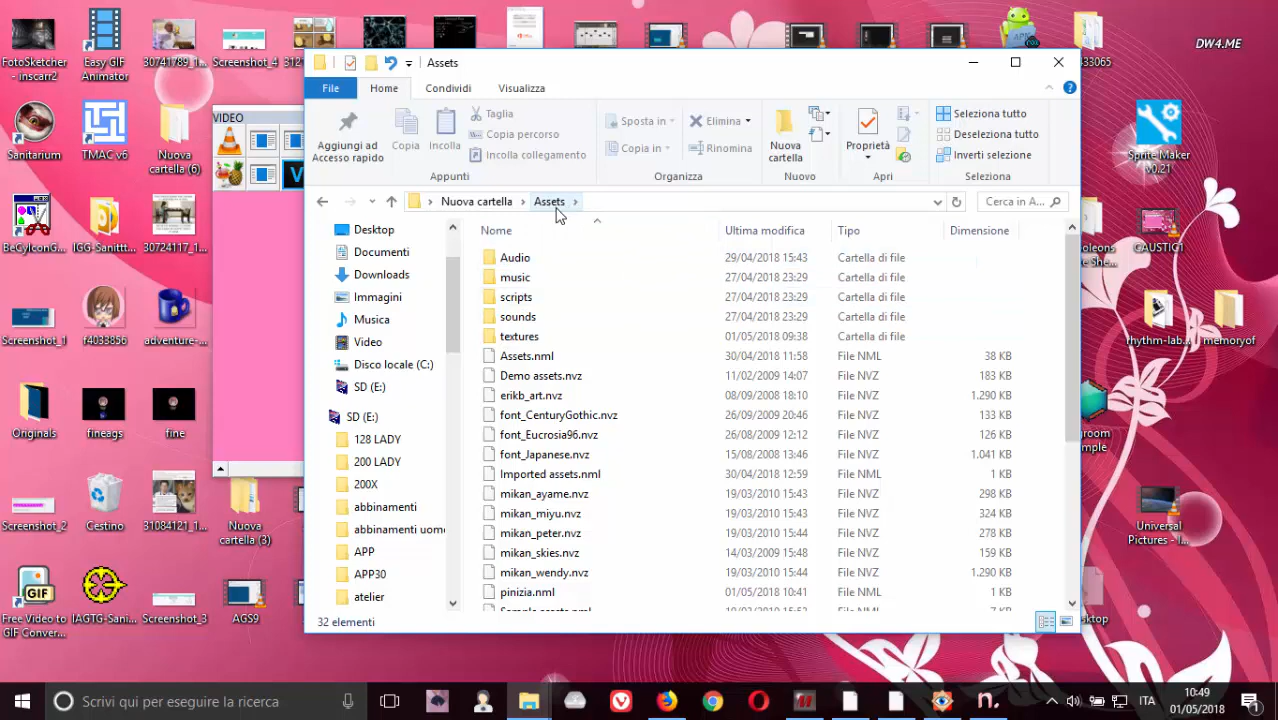 DW4.ME
FotoSketcher
- inscarr2
Easy GIF
Animator
30741789_1...
Screenshot_4
Sanitarium
TMAC v6
Nuova
cartella (6)
VIDEO
BeCyIconG...
IGG-Sanittt...
30724117_1...
Screenshot_1
f4033856
adventure-...
Originals
fineags
fine
Screenshot_2
Cestino
31084121_1...
Nuova
cartella (3)
GIF
Free Video to
GIF Conver...
IAGTG-Sani...
Screenshot_3
AGS9
Assets
File
Home
Condividi
Visualizza
Aggiungi ad
Accesso rapido
Copia
Incolla
Taglia
Copia percorso
Incolla collegamento
Appunti
Sposta in
Copia in
Elimina
Rinomina
Organizza
Nuova
cartella
Nuovo
Proprietà
Apri
Seleziona tutto
Deseleziona tutto
Inverti selezione
Seleziona
Nuova cartella
Assets
Cerca in A...
Desktop
Documenti
Downloads
Immagini
Musica
Video
Disco locale (C:)
SD (E:)
SD (E:)
128 LADY
200 LADY
200X
abbinamenti
abbinamenti uom
APP
APP30
atelier
Nome Ultima modifica Tipo Dimensione
Audio 29/04/2018 15:43 Cartella di file
music 27/04/2018 23:29 Cartella di file
scripts 27/04/2018 23:29 Cartella di file
sounds 27/04/2018 23:29 Cartella di file
textures 01/05/2018 09:38 Cartella di file
Assets.nml 30/04/2018 11:58 File NML 38 KB
Demo assets.nvz 11/02/2009 14:07 File NVZ 183 KB
erikb_art.nvz 08/09/2008 18:10 File NVZ 1.290 KB
font_CenturyGothic.nvz 26/09/2009 20:46 File NVZ 133 KB
font_Eucrosia96.nvz 26/08/2009 12:12 File NVZ 126 KB
font_Japanese.nvz 15/08/2008 13:46 File NVZ 1.041 KB
Imported assets.nml 30/04/2018 12:59 File NML 1 KB
mikan_ayame.nvz 19/03/2010 15:43 File NVZ 298 KB
mikan_miyu.nvz 19/03/2010 15:43 File NVZ 324 KB
mikan_peter.nvz 19/03/2010 15:44 File NVZ 278 KB
mikan_skies.nvz 14/03/2009 15:48 File NVZ 159 KB
mikan_wendy.nvz 19/03/2010 15:44 File NVZ 1.290 KB
pinizia.nml 01/05/2018 10:41 File NML 1 KB
32 elementi
433065
Sprite Maker
v0.21
CAUSTIC1
rhythm-lab...
memoryof
Universal
Pictures - I...
Scrivi qui per eseguire la ricerca
ITA
10:49
01/05/2018